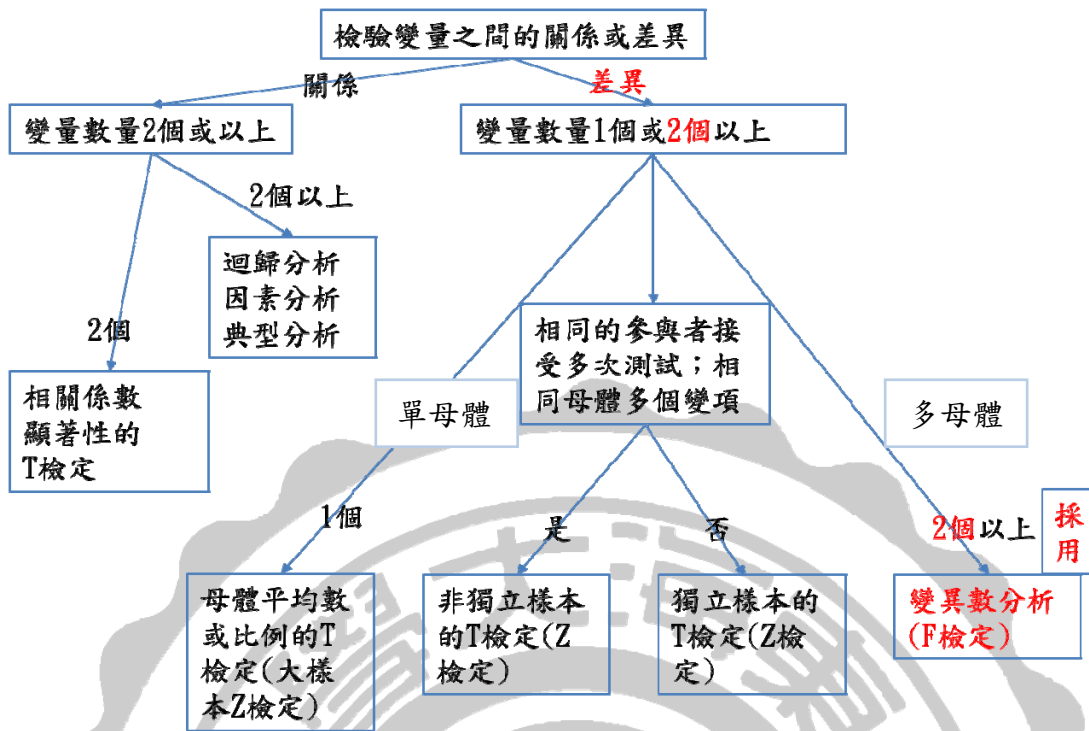 檢驗變量之間的關係或差異
關係
差異
變量數量2個或以上
變量數量1個或2個以上
2個以上
迴歸分析
因素分析
典型分析
2個
相關係數
顯著性的
T檢定
相同的參與者接
受多次測試；相
同母體多個變項
單母體
多母體
1個
是
否
2個以上
採
用
母體平均數
或比例的T
檢定(大樣
本Z檢定)
非獨立樣本
的T檢定(Z
檢定)
獨立樣本的
T檢定(Z檢
定)
變異數分析
(F檢定)